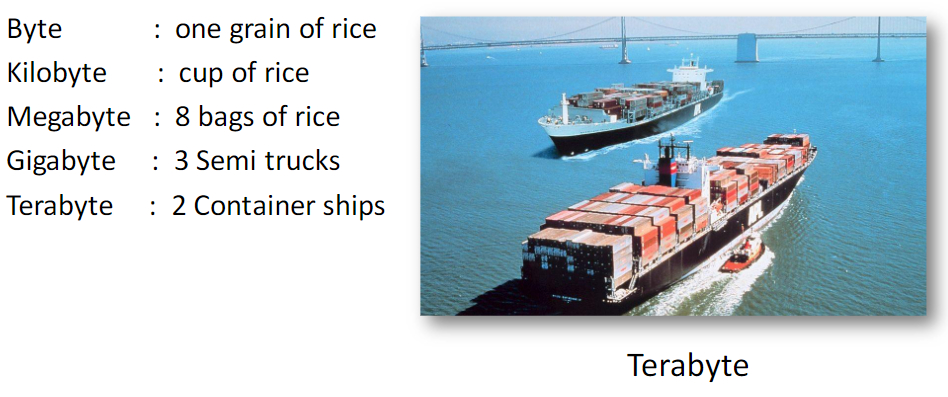 Byte : one grain of rice
Kilobyte : cup of rice
Megabyte : 8 bags of rice
Gigabyte : 3 Semi trucks
Terabyte : 2 Container ships
Terabyte